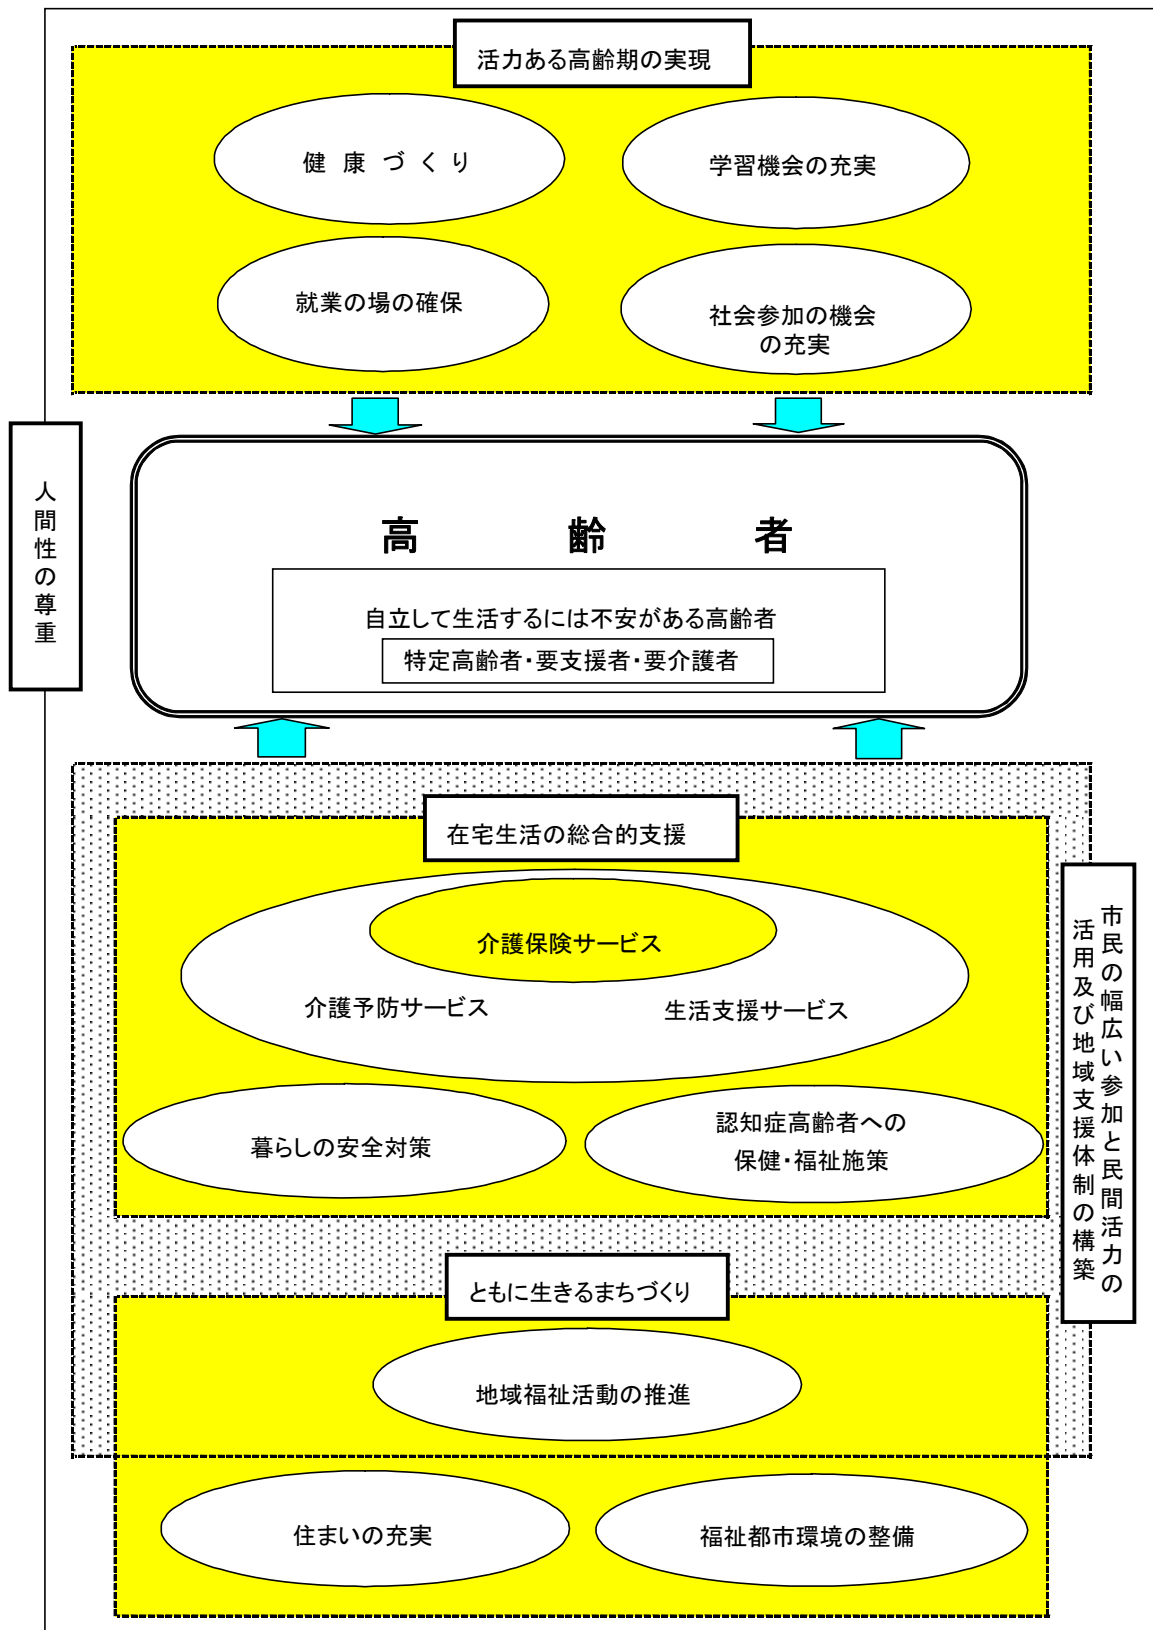 活力ある高齢期の実現
健康づくり
学習機会の充実
就業の場の確保
社会参加の機会
の充実
人間性の尊重
高齢者
自立して生活するには不安がある高齢者
特定高齢者・要支援者・要介護者
在宅生活の総合的支援
介護保険サービス
介護予防サービス
生活支援サービス
暮らしの安全対策
認知症高齢者への
保健・福祉施策
市民の幅広い参加と民間活力の
活用及び地域支援体制の構築
ともに生きるまちづくり
地域福祉活動の推進
住まいの充実
福祉都市環境の整備